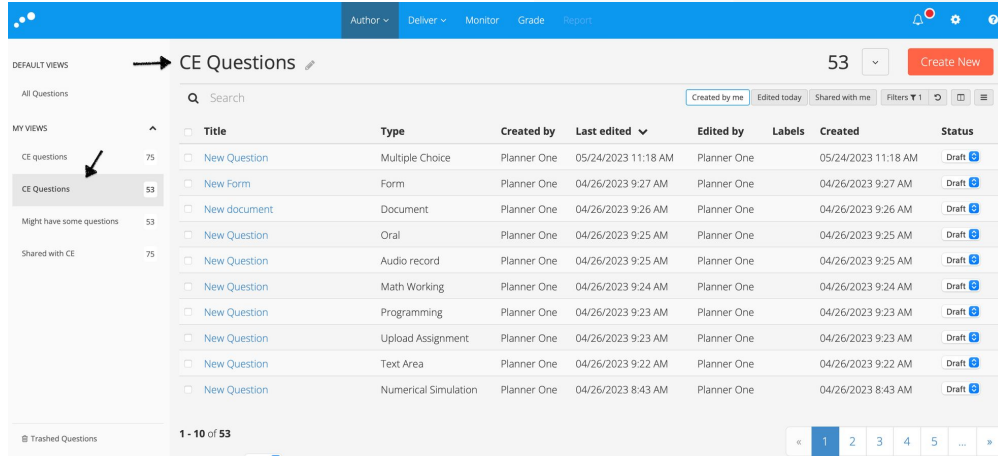 Author Deliver Monitor Grade Report
DEFAULT VIEWS
All Questions
MY VIEWS
CE questions 75
CE Questions 53
Might have some questions 53
Shared with CE 75
Trashed Questions
CE Questions 53 Create New
Search Created by me Edited today Shared with me Filters 1
Title Type Created by Last edited Edited by Labels Created Status
New Question Multiple Choice Planner One 05/24/2023 11:18 AM Planner One 05/24/2023 11:18 AM Draft
New Form Form Planner One 04/26/2023 9:27 AM Planner One 04/26/2023 9:27 AM Draft
New document Document Planner One 04/26/2023 9:26 AM Planner One 04/26/2023 9:26 AM Draft
New Question Oral Planner One 04/26/2023 9:25 AM Planner One 04/26/2023 9:25 AM Draft
New Question Audio record Planner One 04/26/2023 9:25 AM Planner One 04/26/2023 9:25 AM Draft
New Question Math Working Planner One 04/26/2023 9:24 AM Planner One 04/26/2023 9:24 AM Draft
New Question Programming Planner One 04/26/2023 9:23 AM Planner One 04/26/2023 9:23 AM Draft
New Question Upload Assignment Planner One 04/26/2023 9:23 AM Planner One 04/26/2023 9:23 AM Draft
New Question Text Area Planner One 04/26/2023 9:22 AM Planner One 04/26/2023 9:22 AM Draft
New Question Numerical Simulation Planner One 04/26/2023 8:43 AM Planner One 04/26/2023 8:43 AM Draft
1 - 10 of 53 « 1 2 3 4 5 ... »